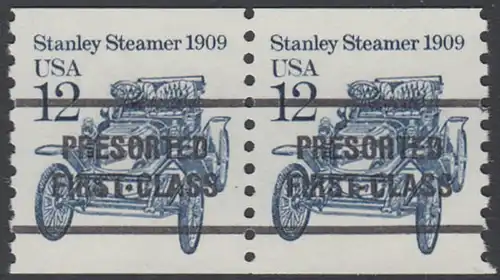 Stanley Steamer 1909
USA
12
PRESORTED
FIRST-CLASS
Stanley Steamer 1909
USA
12
PRESORTED
FIRST-CLASS